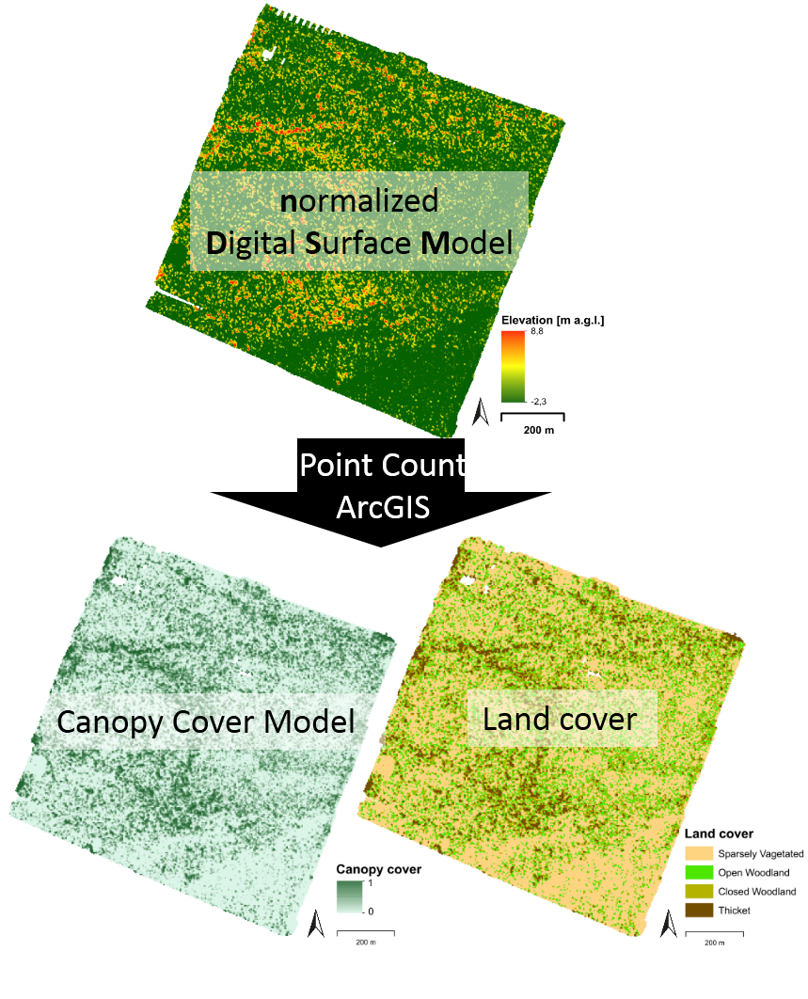 normalized
Digital Surface Model
Elevation [m a.g.l.]
8,8
-2,3
200 m
Point Count
ArcGIS
Canopy Cover Model
Land cover
Canopy cover
1
0
200 m
Land cover
Sparsely Vagetated
Open Woodland
Closed Woodland
Thicket
200 m